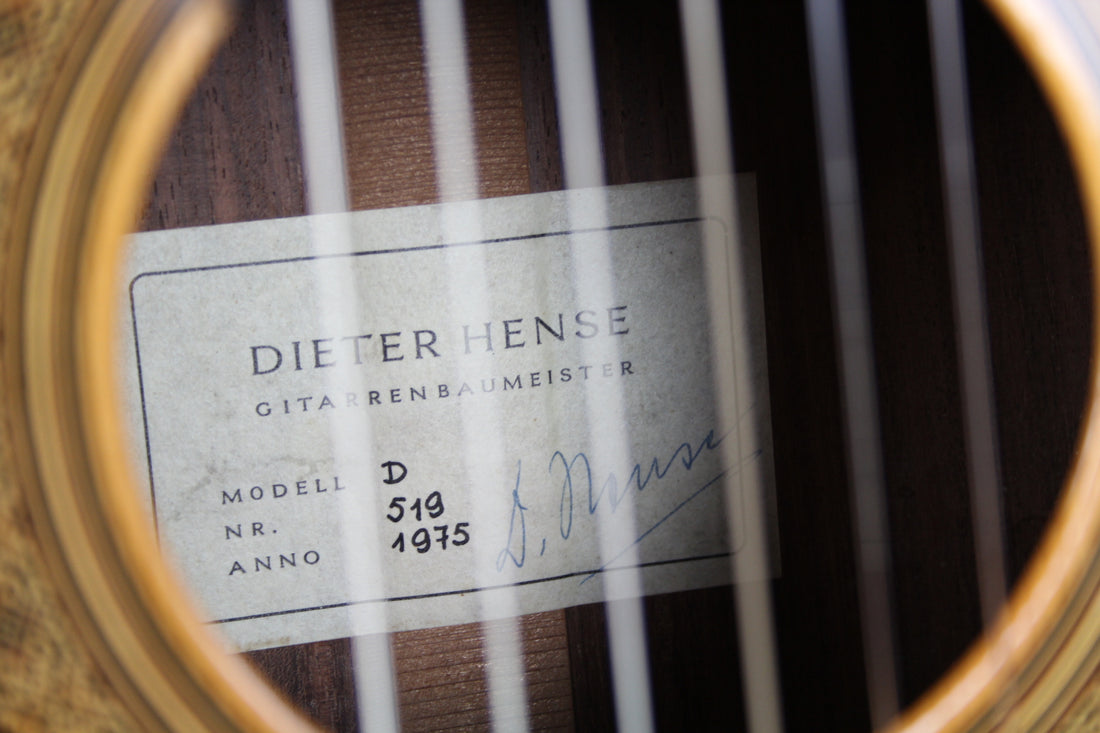 DIETER HENSE
GITARRENBAUMEISTER
MODELL D
NR. 519
ANNO 1975
D. Hense